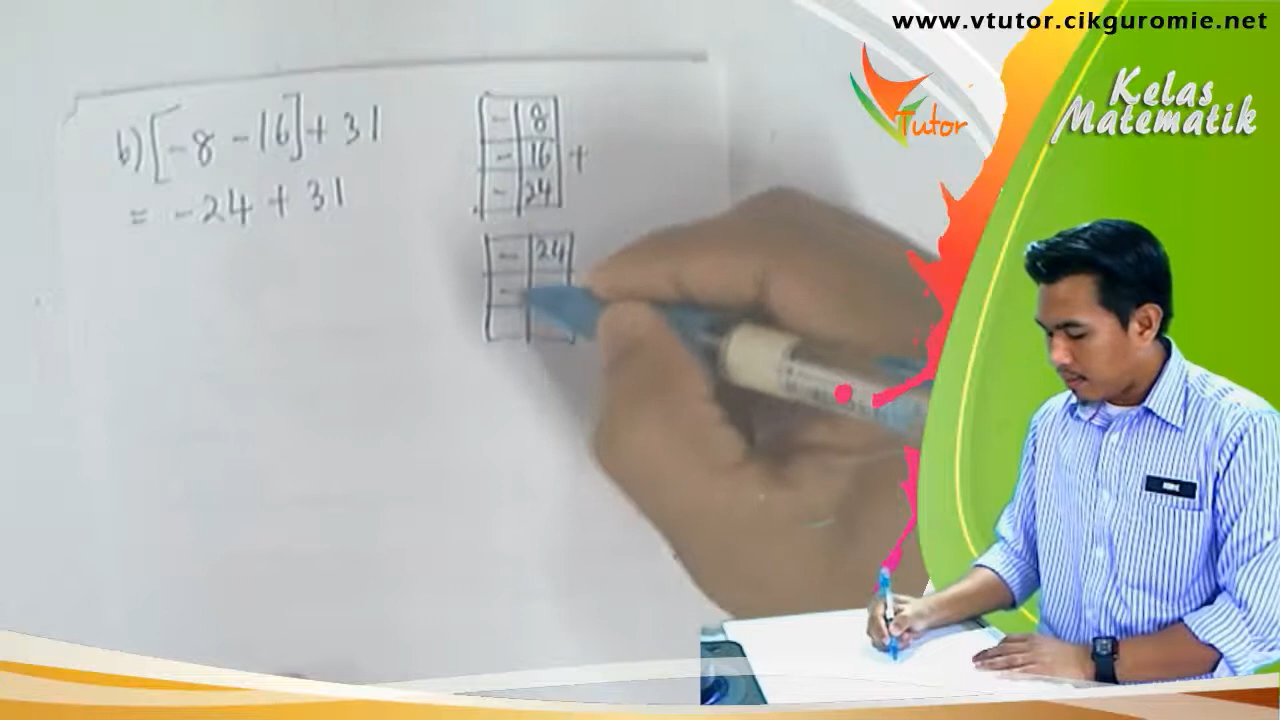 www.vtutor.cikguromie.net
Tutor
Kelas
Matematik
b) [-8 -16] + 31
= -24 + 31
- 8
- 16 +
- 24
- 24
-